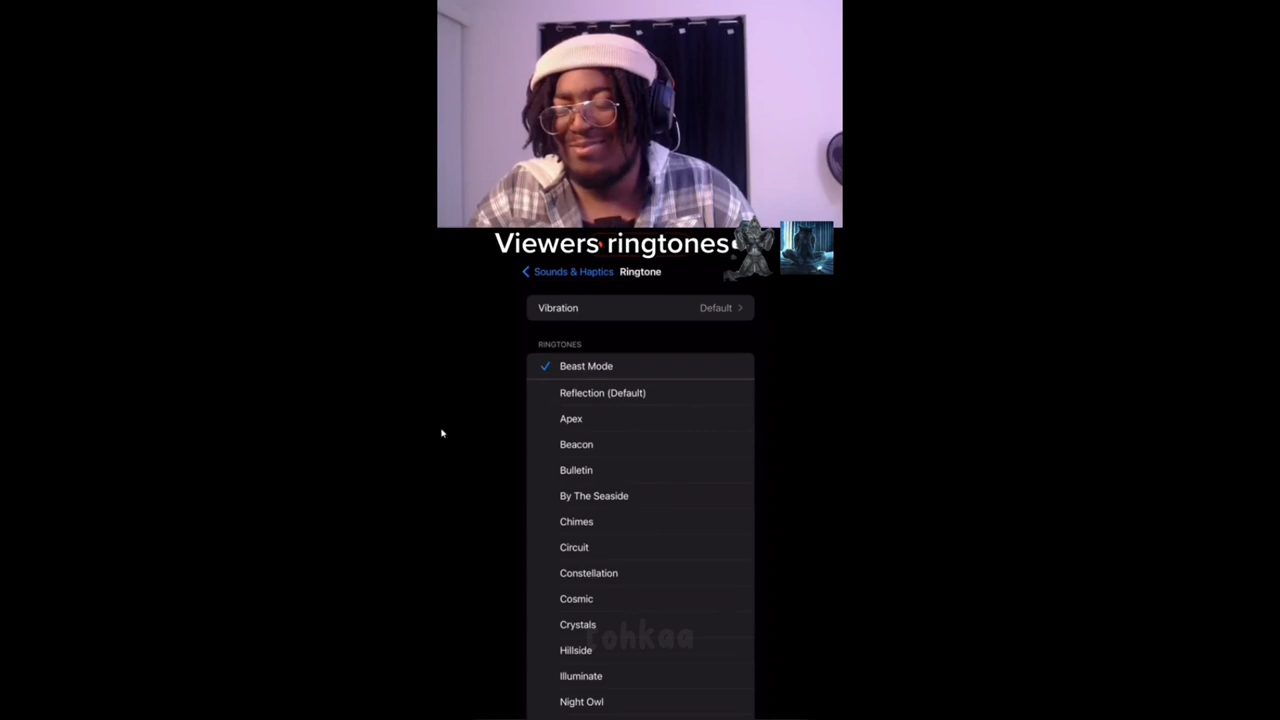 Viewers ringtones
Sounds & Haptics Ringtone
Vibration Default
RINGTONES
Beast Mode
Reflection (Default)
Apex
Beacon
Bulletin
By The Seaside
Chimes
Circuit
Constellation
Cosmic
Crystals
rohkaa
Hillside
Illuminate
Night Owl